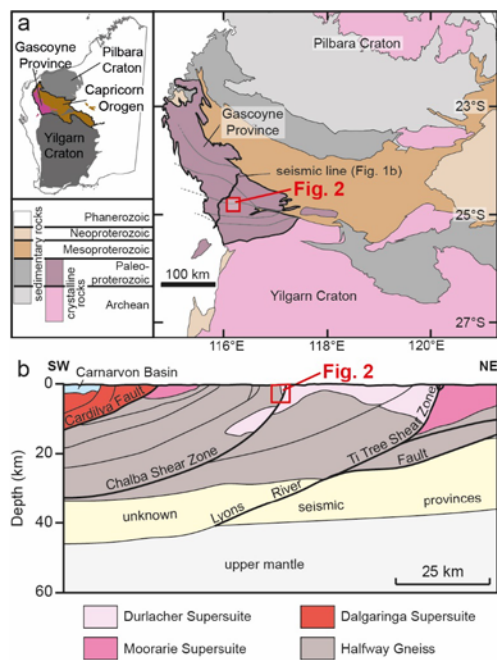 a
Gascoyne
Province
Pilbara
Craton
Capricorn
Orogen
Yilgarn
Craton
Phanerozoic
Neoproterozoic
Mesoproterozoic
Paleo-
proterozoic
Archean
sedimentary rocks
crystalline
rocks
Pilbara Craton
Gascoyne
Province
seismic line (Fig. 1b)
Fig. 2
100 km
Yilgarn Craton
23°S
25°S
27°S
116°E
118°E
120°E
b
SW
NE
Carnarvon Basin
Fig. 2
Cardilya Fault
Chalba Shear Zone
Ti Tree Shear Zone
Lyons River Fault
unknown seismic provinces
upper mantle
Depth (km)
0
20
40
60
25 km
Durlacher Supersuite
Dalgaringa Supersuite
Moorarie Supersuite
Halfway Gneiss